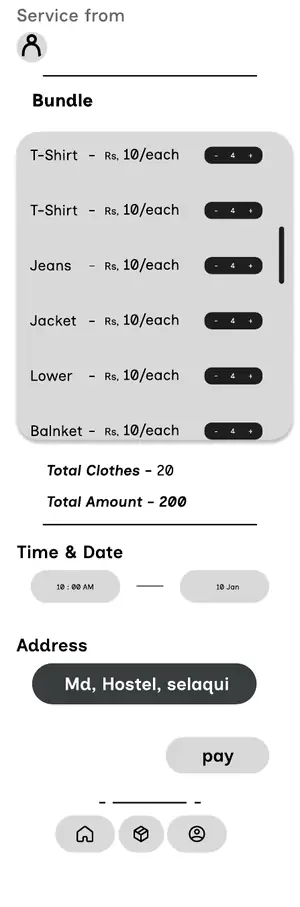 Service from
Bundle
T-Shirt - Rs, 10/each - 4 +
T-Shirt - Rs, 10/each - 4 +
Jeans - Rs, 10/each - 4 +
Jacket - Rs, 10/each - 4 +
Lower - Rs, 10/each - 4 +
Balnket - Rs, 10/each - 4 +
Total Clothes - 20
Total Amount - 200
Time & Date
10 : 00 AM 10 Jan
Address
Md, Hostel, selaqui
pay